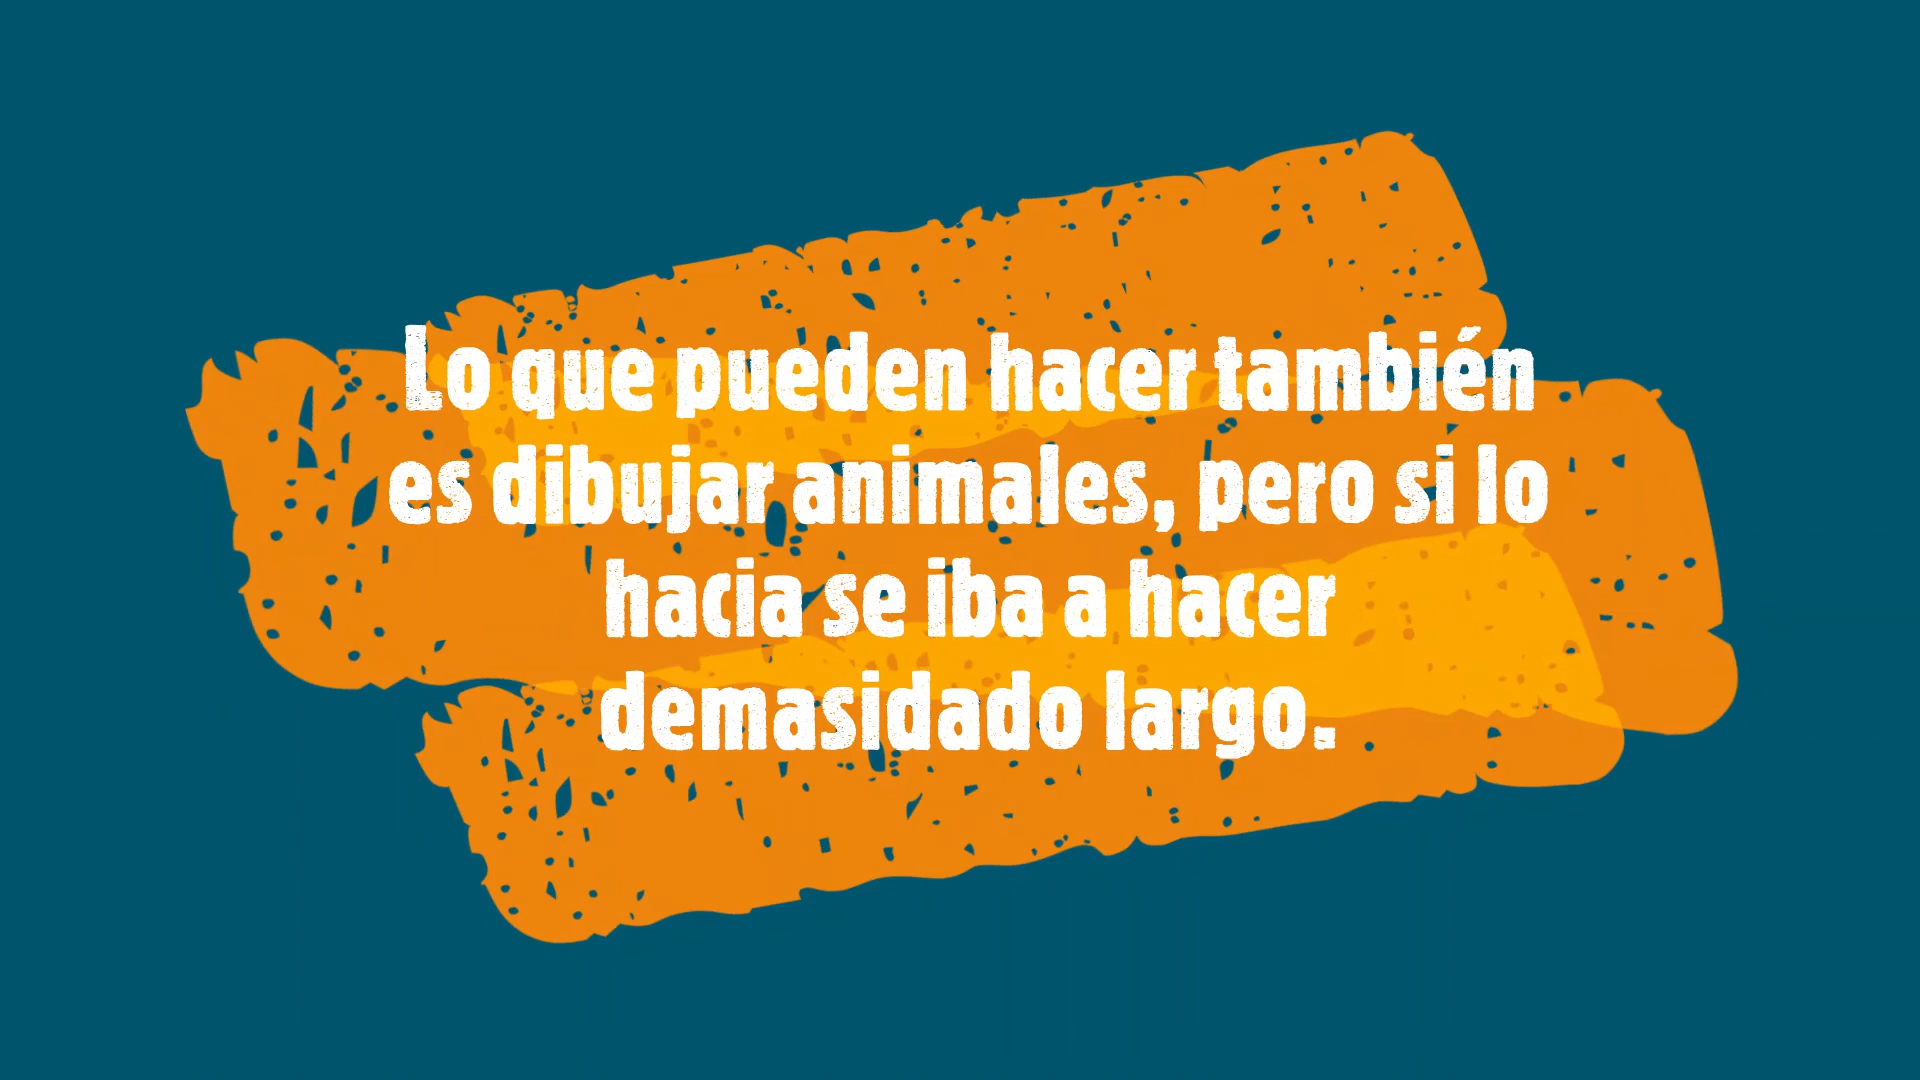 Lo que pueden hacer también
es dibujar animales, pero si lo
hacia se iba a hacer
demasidado largo.